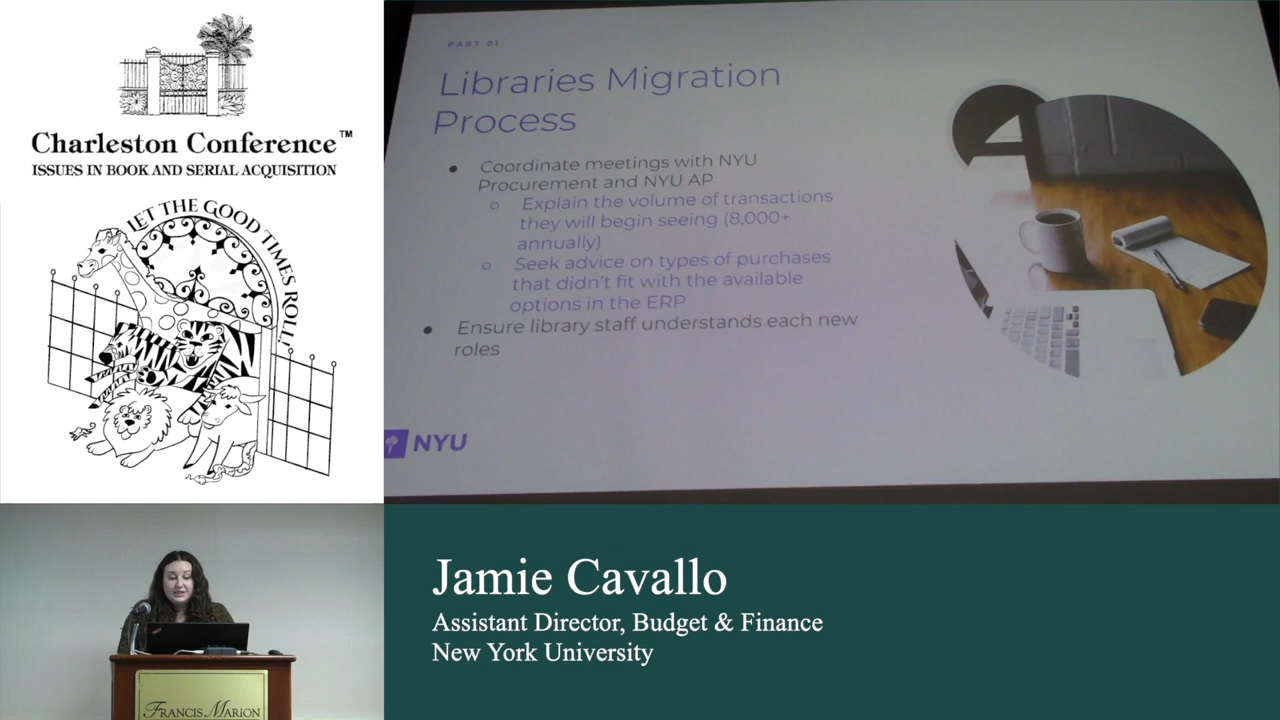 Charleston Conference™
ISSUES IN BOOK AND SERIAL ACQUISITION
LET THE GOOD TIMES ROLL!
PART 01
Libraries Migration
Process
● Coordinate meetings with NYU
Procurement and NYU AP
○ Explain the volume of transactions
they will begin seeing (8,000+
annually)
○ Seek advice on types of purchases
that didn't fit with the available
options in the ERP
● Ensure library staff understands each new
roles
NYU
Jamie Cavallo
Assistant Director, Budget & Finance
New York University
FRANCIS MARION